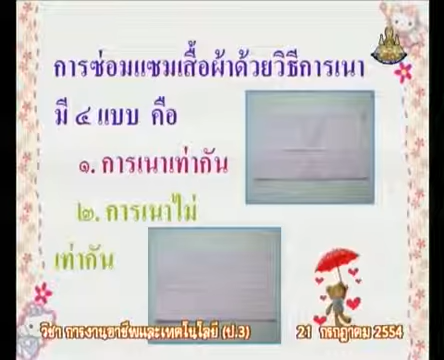 การซ่อมแซมเสื้อผ้าด้วยวิธีการเนา
มี ๔ แบบ คือ
๑. การเนาเท่ากัน
๒. การเนาไม่
เท่ากัน
วิชา การงานอาชีพและเทคโนโลยี (ป.3)
21 กรกฎาคม 2554